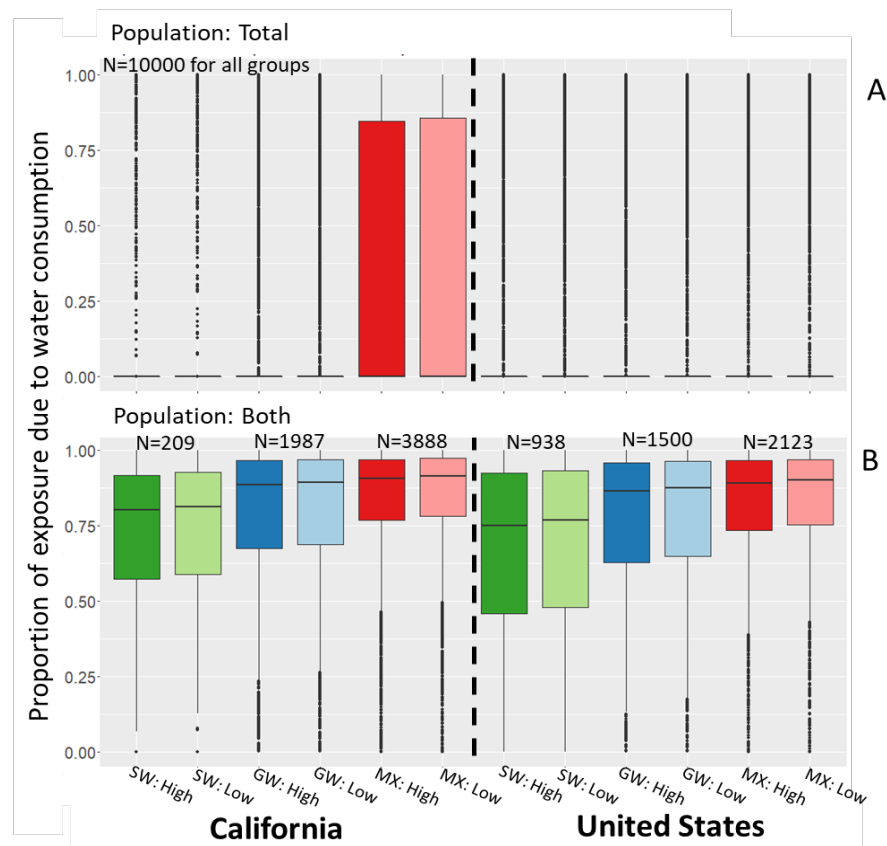 Population: Total
N=10000 for all groups
A
1.00
0.75
0.50
0.25
0.00
Proportion of exposure due to water consumption
Population: Both
N=209 N=1987 N=3888 N=938 N=1500 N=2123
B
1.00
0.75
0.50
0.25
0.00
SW: High SW: Low GW: High GW: Low MX: High MX: Low SW: High SW: Low GW: High GW: Low MX: High MX: Low
California United States